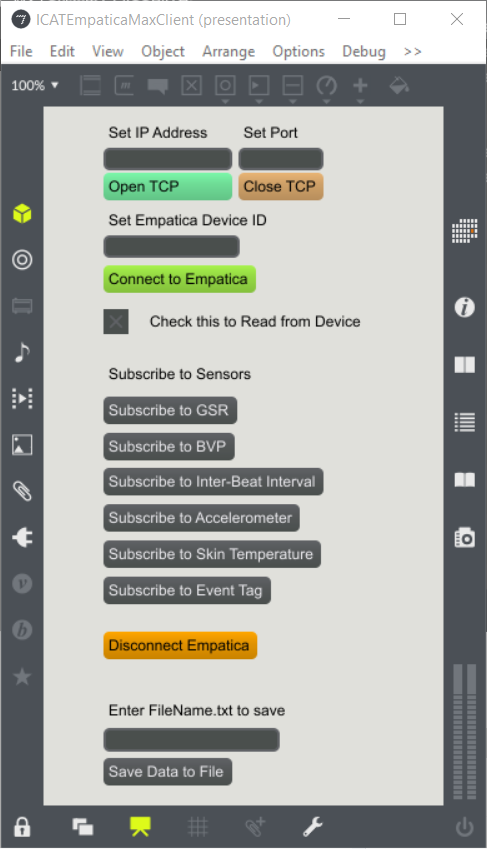 ICATEmpaticaMaxClient (presentation)
File Edit View Object Arrange Options Debug >>
100%
Set IP Address Set Port
Open TCP Close TCP
Set Empatica Device ID
Connect to Empatica
Check this to Read from Device
Subscribe to Sensors
Subscribe to GSR
Subscribe to BVP
Subscribe to Inter-Beat Interval
Subscribe to Accelerometer
Subscribe to Skin Temperature
Subscribe to Event Tag
Disconnect Empatica
Enter FileName.txt to save
Save Data to File